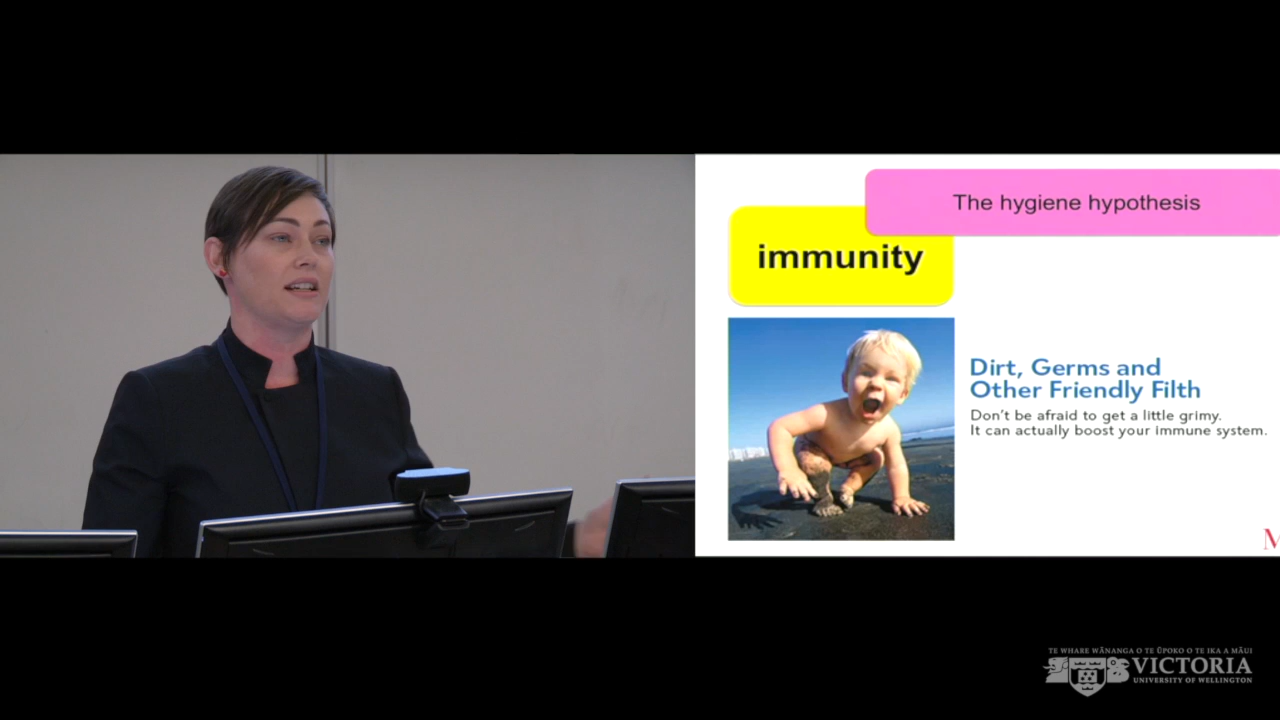 The hygiene hypothesis
immunity
Dirt, Germs and
Other Friendly Filth
Don't be afraid to get a little grimy.
It can actually boost your immune system.
M
TE WHARE WĀNANGA O TE ŪPOKO O TE IKA A MĀUI
VICTORIA
UNIVERSITY OF WELLINGTON